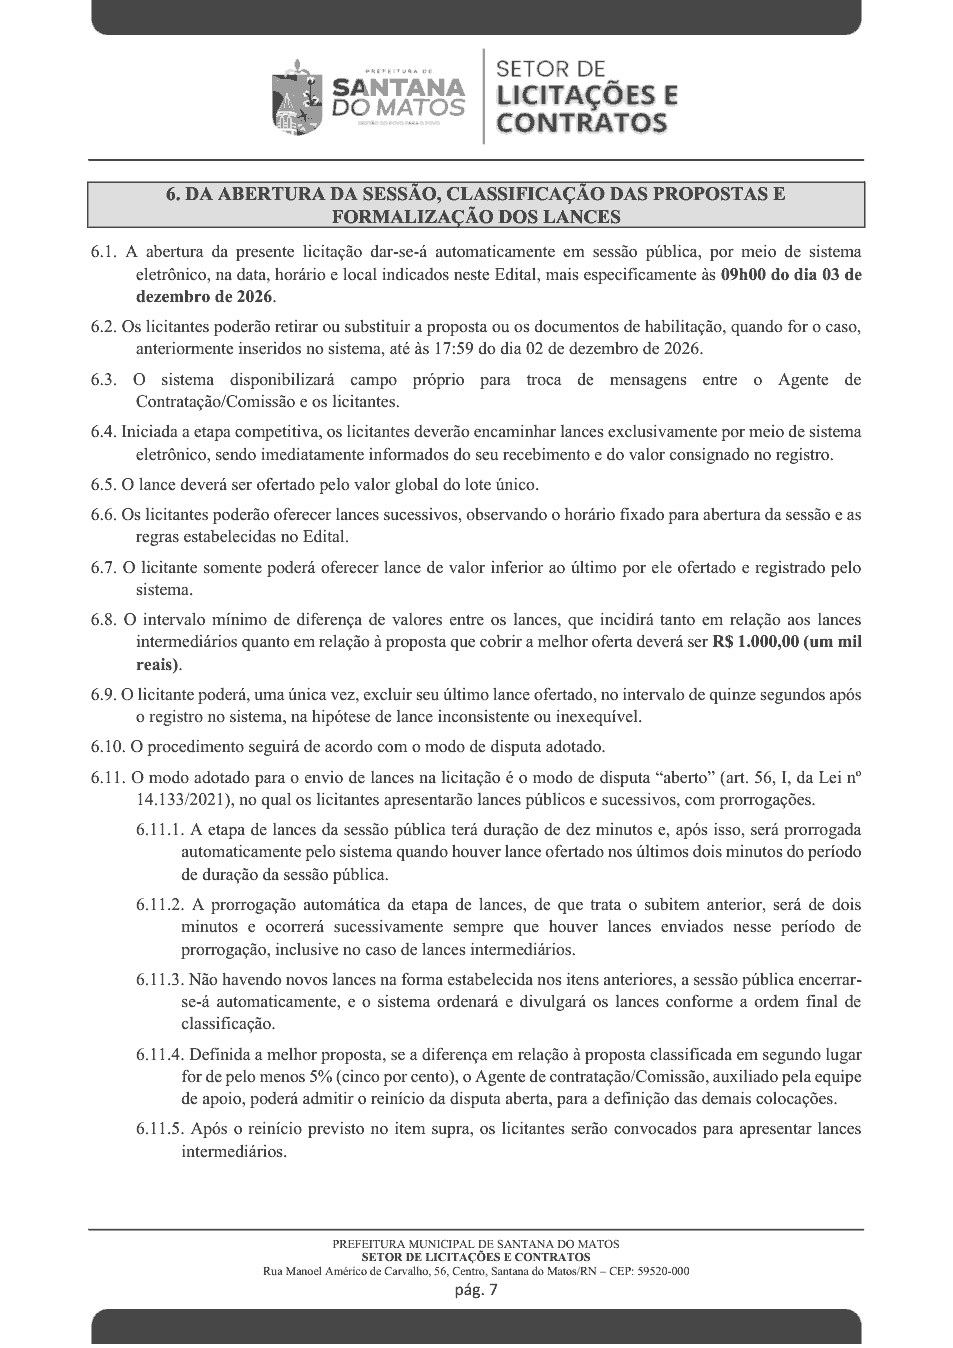 PREFEITURA DE
SANTANA
DO MATOS
GESTÃO DO POVO PARA O POVO
SETOR DE
LICITAÇÕES E
CONTRATOS
6. DA ABERTURA DA SESSÃO, CLASSIFICAÇÃO DAS PROPOSTAS E
FORMALIZAÇÃO DOS LANCES
6.1. A abertura da presente licitação dar-se-á automaticamente em sessão pública, por meio de sistema
eletrônico, na data, horário e local indicados neste Edital, mais especificamente às 09h00 do dia 03 de
dezembro de 2026.
6.2. Os licitantes poderão retirar ou substituir a proposta ou os documentos de habilitação, quando for o caso,
anteriormente inseridos no sistema, até às 17:59 do dia 02 de dezembro de 2026.
6.3. O sistema disponibilizará campo próprio para troca de mensagens entre o Agente de
Contratação/Comissão e os licitantes.
6.4. Iniciada a etapa competitiva, os licitantes deverão encaminhar lances exclusivamente por meio de sistema
eletrônico, sendo imediatamente informados do seu recebimento e do valor consignado no registro.
6.5. O lance deverá ser ofertado pelo valor global do lote único.
6.6. Os licitantes poderão oferecer lances sucessivos, observando o horário fixado para abertura da sessão e as
regras estabelecidas no Edital.
6.7. O licitante somente poderá oferecer lance de valor inferior ao último por ele ofertado e registrado pelo
sistema.
6.8. O intervalo mínimo de diferença de valores entre os lances, que incidirá tanto em relação aos lances
intermediários quanto em relação à proposta que cobrir a melhor oferta deverá ser R$ 1.000,00 (um mil
reais).
6.9. O licitante poderá, uma única vez, excluir seu último lance ofertado, no intervalo de quinze segundos após
o registro no sistema, na hipótese de lance inconsistente ou inexequível.
6.10. O procedimento seguirá de acordo com o modo de disputa adotado.
6.11. O modo adotado para o envio de lances na licitação é o modo de disputa “aberto” (art. 56, I, da Lei nº
14.133/2021), no qual os licitantes apresentarão lances públicos e sucessivos, com prorrogações.
6.11.1. A etapa de lances da sessão pública terá duração de dez minutos e, após isso, será prorrogada
automaticamente pelo sistema quando houver lance ofertado nos últimos dois minutos do período
de duração da sessão pública.
6.11.2. A prorrogação automática da etapa de lances, de que trata o subitem anterior, será de dois
minutos e ocorrerá sucessivamente sempre que houver lances enviados nesse período de
prorrogação, inclusive no caso de lances intermediários.
6.11.3. Não havendo novos lances na forma estabelecida nos itens anteriores, a sessão pública encerrar-
se-á automaticamente, e o sistema ordenará e divulgará os lances conforme a ordem final de
classificação.
6.11.4. Definida a melhor proposta, se a diferença em relação à proposta classificada em segundo lugar
for de pelo menos 5% (cinco por cento), o Agente de contratação/Comissão, auxiliado pela equipe
de apoio, poderá admitir o reinício da disputa aberta, para a definição das demais colocações.
6.11.5. Após o reinício previsto no item supra, os licitantes serão convocados para apresentar lances
intermediários.
PREFEITURA MUNICIPAL DE SANTANA DO MATOS
SETOR DE LICITAÇÕES E CONTRATOS
Rua Manoel Américo de Carvalho, 56, Centro, Santana do Matos/RN – CEP: 59520-000
pág. 7